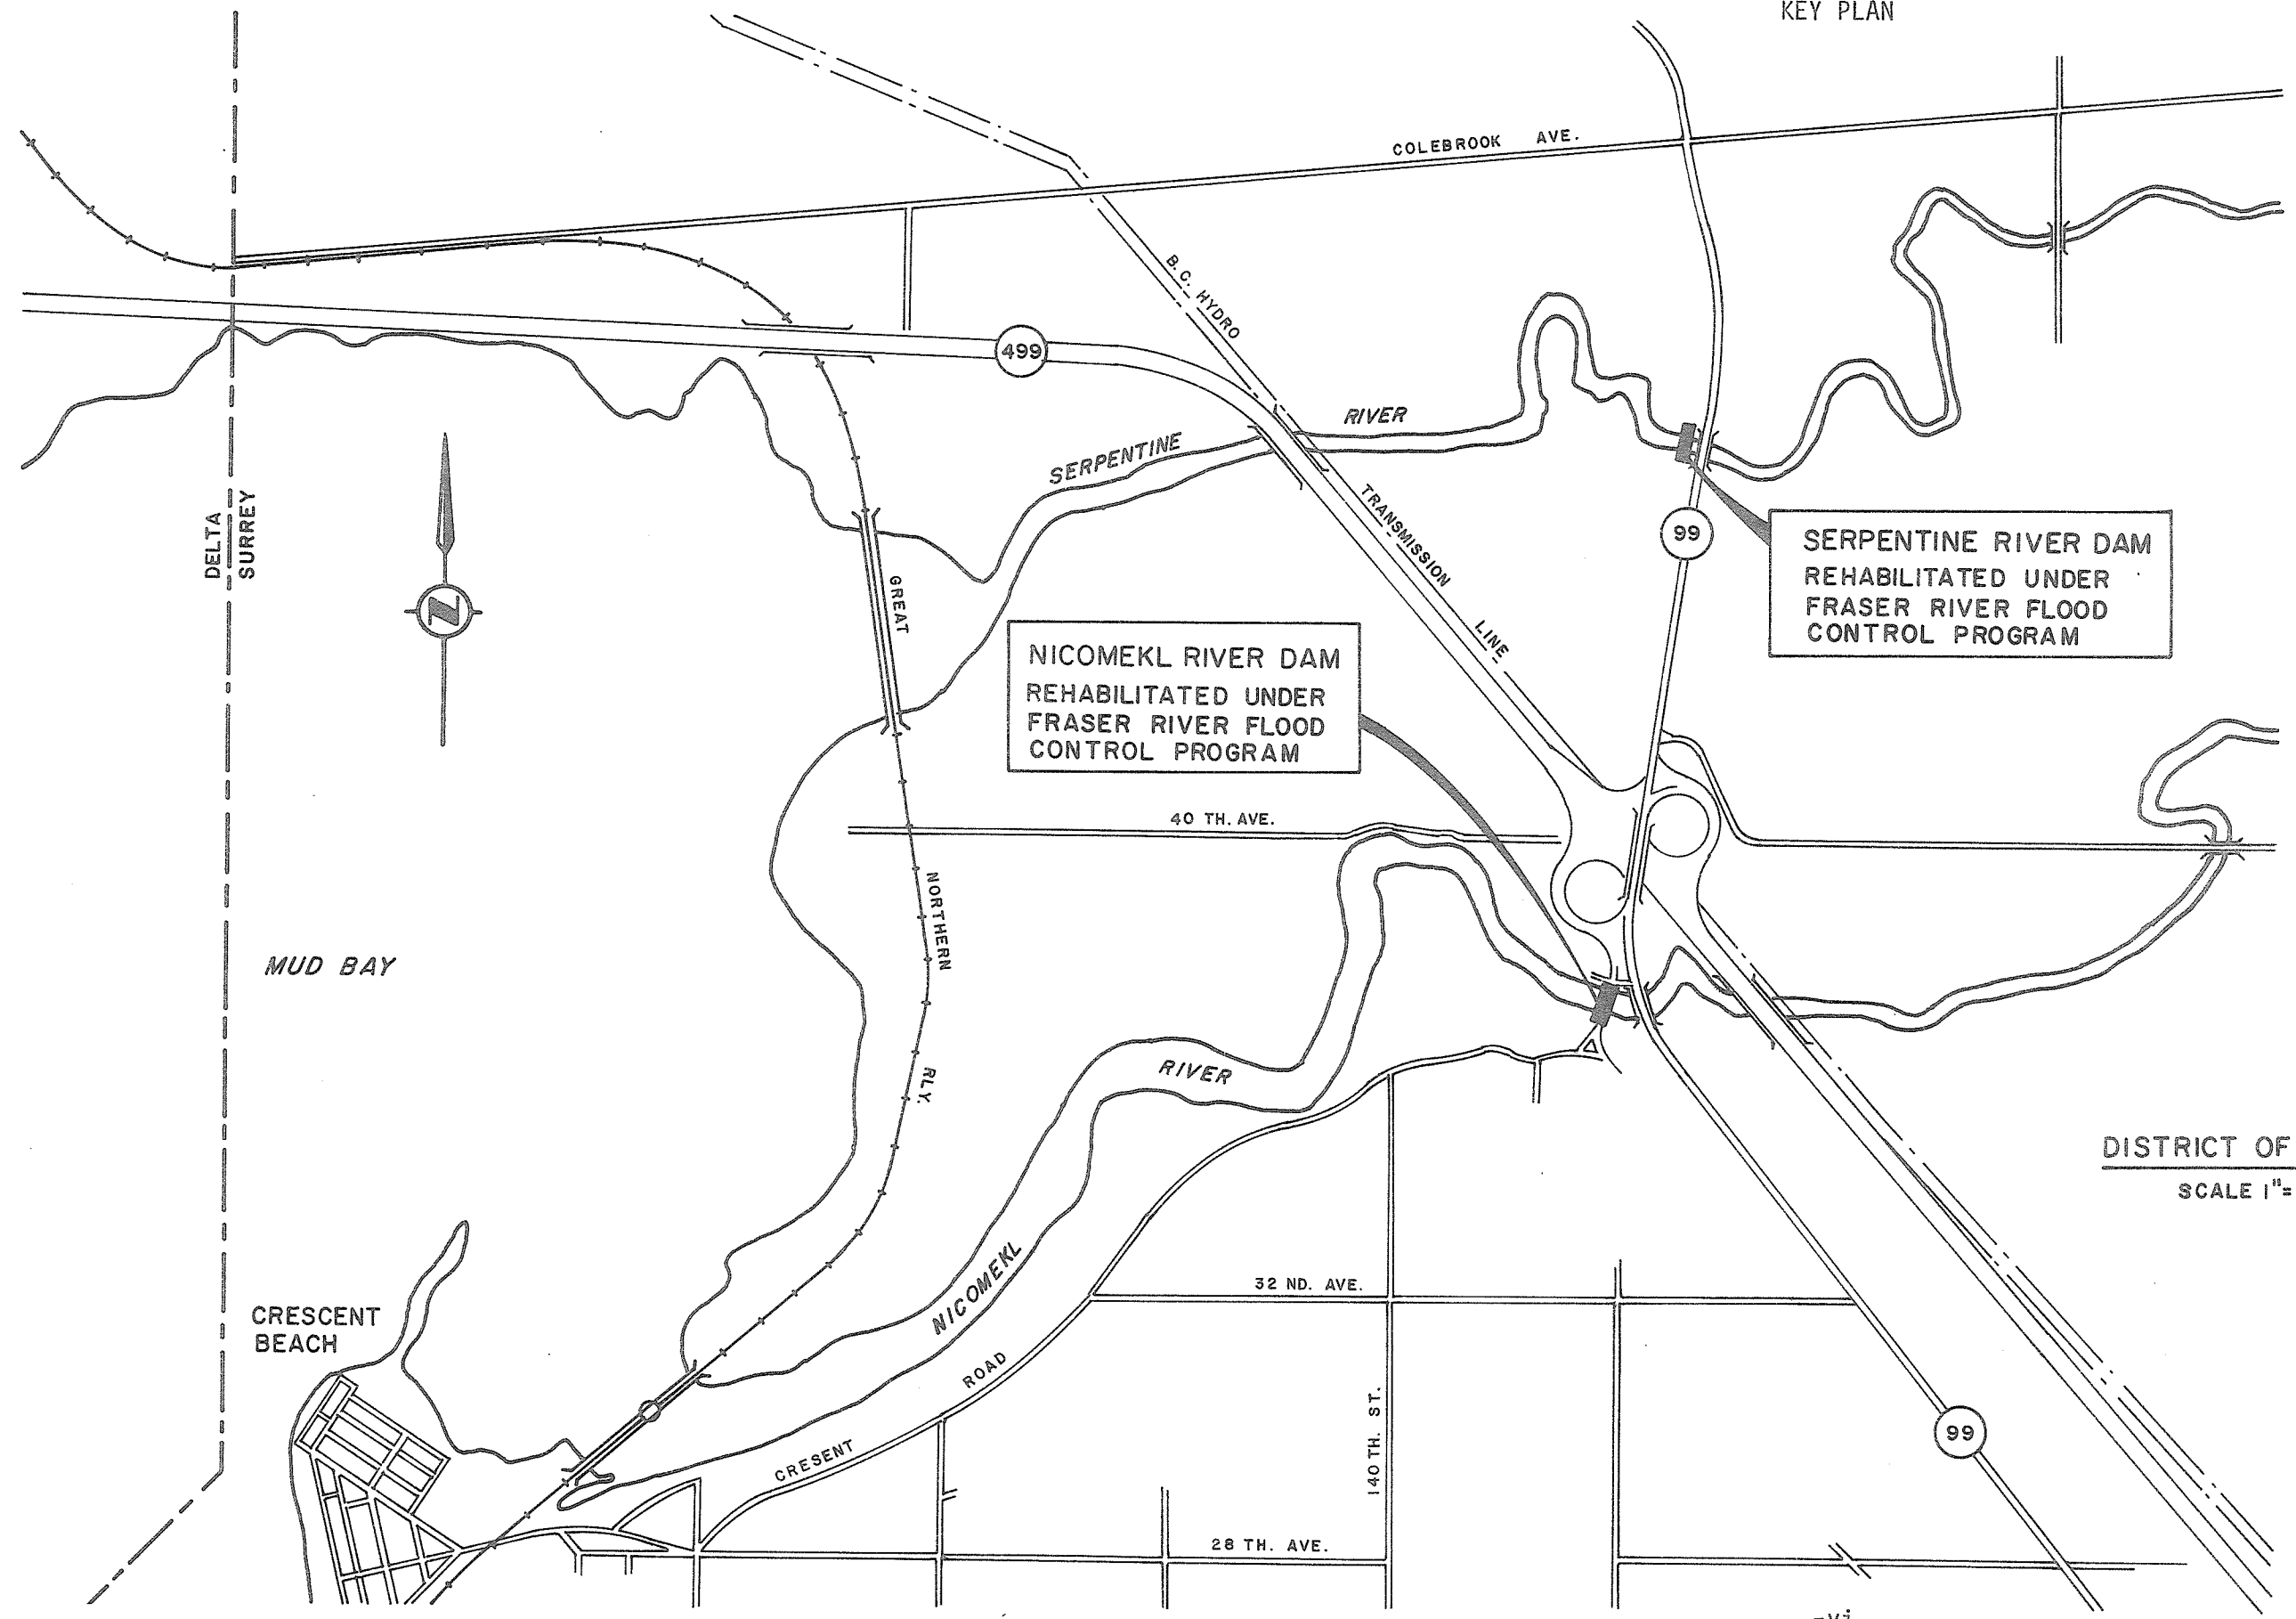 KEY PLAN
COLEBROOK AVE.
B.C. HYDRO
499
RIVER
SERPENTINE
DELTA
SURREY
TRANSMISSION
99
SERPENTINE RIVER DAM
REHABILITATED UNDER
FRASER RIVER FLOOD
CONTROL PROGRAM
N
GREAT
LINE
NICOMEKL RIVER DAM
REHABILITATED UNDER
FRASER RIVER FLOOD
CONTROL PROGRAM
40 TH. AVE.
NORTHERN
MUD BAY
RIVER
RLY.
DISTRICT OF
SCALE 1"=
NICOMEKL
32 ND. AVE.
CRESCENT
BEACH
ROAD
140 TH. ST.
99
CRESENT
28 TH. AVE.